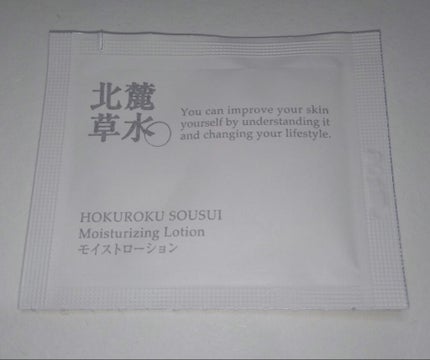 北麓
草水
You can improve your skin
yourself by understanding it
and changing your lifestyle.
HOKUROKU SOUSUI
Moisturizing Lotion
モイストローション